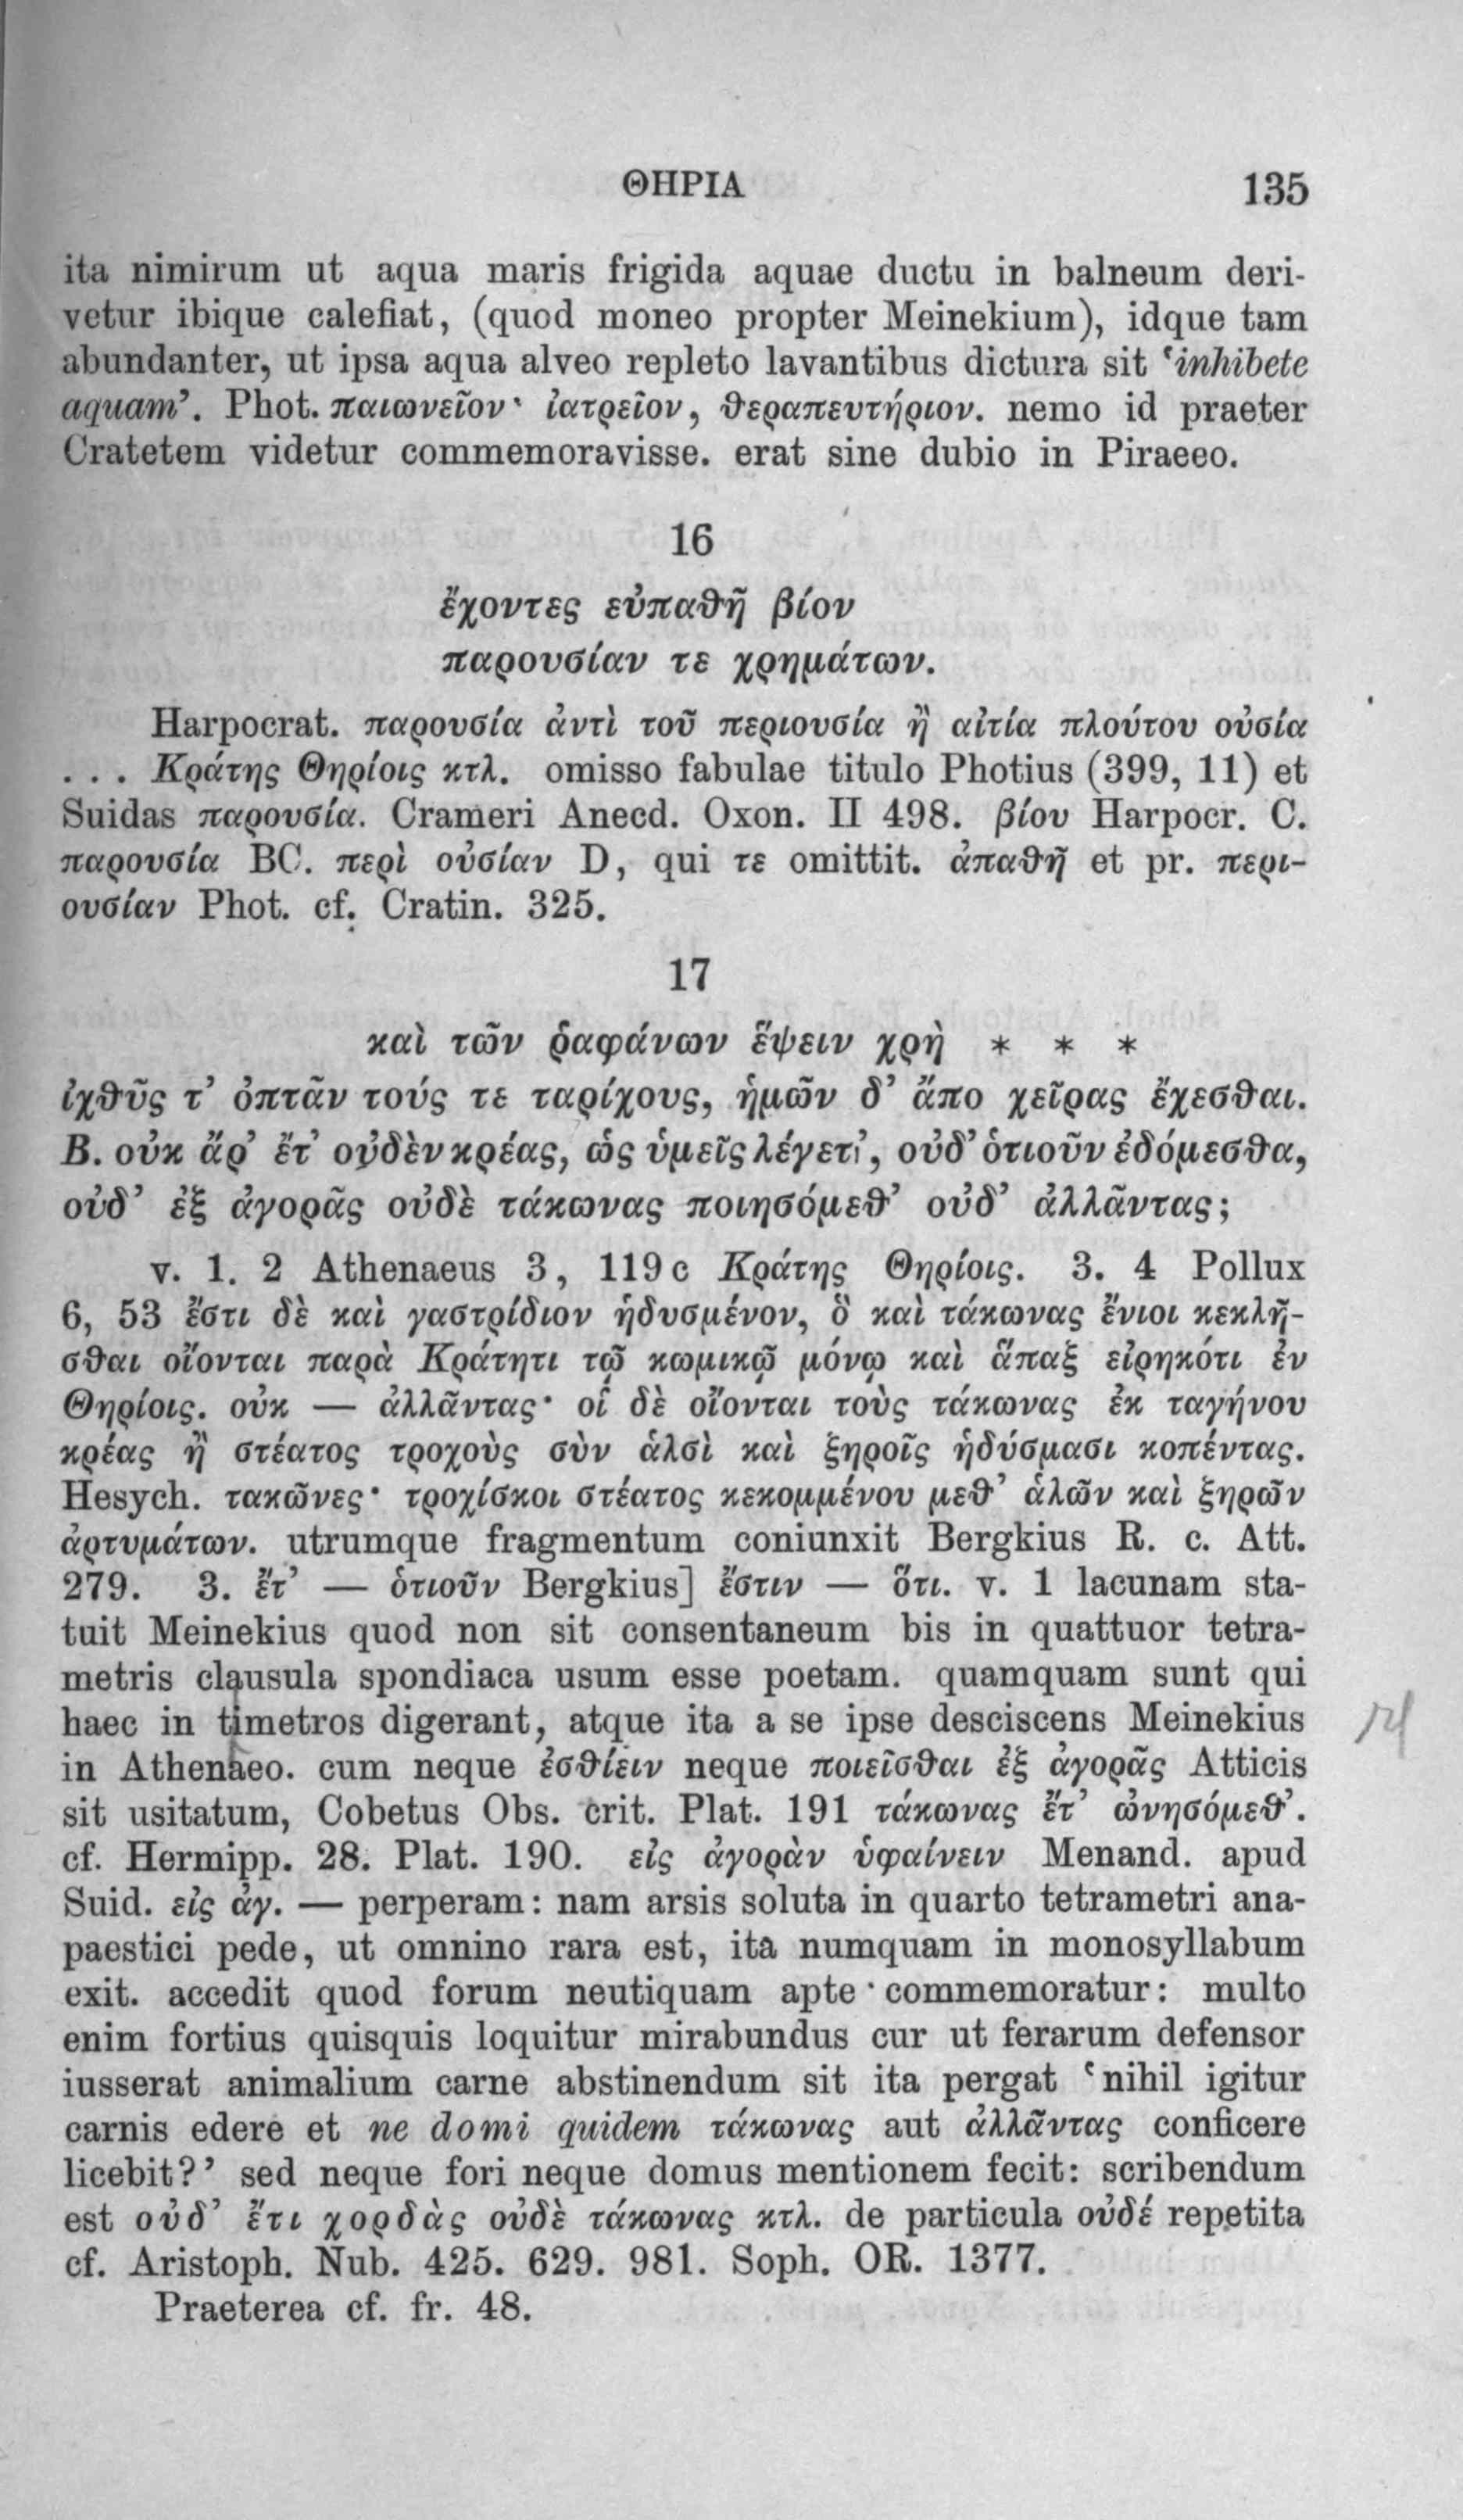 ΘΗΡΙΑ 135
ita nimirum ut aqua maris frigida aquae ductu in balneum deri-
vetur ibique calefiat, (quod moneo propter Meinekium), idque tam
abundanter, ut ipsa aqua alveo repleto lavantibus dictura sit ‘inhibete
aquam’. Phot. παιωνεῖον· ἰατρεῖον, θεραπευτήριον. nemo id praeter
Cratetem videtur commemoravisse. erat sine dubio in Piraeeo.
16
ἔχοντες εὐπαθῆ βίον
παρουσίαν τε χρημάτων.
Harpocrat. παρουσία ἀντὶ τοῦ περιουσία ἢ αἰτία πλούτου οὐσία
. . . Κράτης Θηρίοις κτλ. omisso fabulae titulo Photius (399, 11) et
Suidas παρουσία. Crameri Anecd. Oxon. II 498. βίου Harpocr. C.
παρουσία BC. περὶ οὐσίαν D, qui τε omittit. ἀπαθῆ et pr. περι-
ουσίαν Phot. cf. Cratin. 325.
17
καὶ τῶν ῥαφάνων ἕψειν χρὴ * * *
ἰχθῦς τ’ ὀπτᾶν τούς τε ταρίχους, ἡμῶν δ’ ἄπο χεῖρας ἔχεσθαι.
B. οὐκ ἄρ’ ἔτ’ οὐδὲν κρέας, ὡς ὑμεῖς λέγετ’, οὐδ’ ὁτιοῦν ἐδόμεσθα,
οὐδ’ ἐξ ἀγορᾶς οὐδὲ τάκωνας ποιησόμεθ’ οὐδ’ ἀλλᾶντας;
v. 1. 2 Athenaeus 3, 119 c Κράτης Θηρίοις. 3. 4 Pollux
6, 53 ἔστι δὲ καὶ γαστρίδιον ἡδυσμένον, ὃ καὶ τάκωνας ἔνιοι κεκλῆ-
σθαι οἴονται παρὰ Κράτητι τῷ κωμικῷ μόνῳ καὶ ἅπαξ εἰρηκότι ἐν
Θηρίοις. οὐκ — ἀλλᾶντας· οἱ δὲ οἴονται τοὺς τάκωνας ἐκ ταγήνου
κρέας ἢ στέατος τροχοὺς σὺν ἁλσὶ καὶ ξηροῖς ἡδύσμασι κοπέντας.
Hesych. τακῶνες· τροχίσκοι στέατος κεκομμένου μεθ’ ἁλῶν καὶ ξηρῶν
ἀρτυμάτων. utrumque fragmentum coniunxit Bergkius R. c. Att.
279. 3. ἔτ’ — ὁτιοῦν Bergkius] ἔστιν — ὅτι. v. 1 lacunam sta-
tuit Meinekius quod non sit consentaneum bis in quattuor tetra-
metris clausula spondiaca usum esse poetam. quamquam sunt qui
haec in timetros digerant, atque ita a se ipse desciscens Meinekius
in Athenaeo. cum neque ἐσθίειν neque ποιεῖσθαι ἐξ ἀγορᾶς Atticis
sit usitatum, Cobetus Obs. crit. Plat. 191 τάκωνας ἔτ’ ὠνησόμεθ’.
cf. Hermipp. 28. Plat. 190. εἰς ἀγορὰν ὑφαίνειν Menand. apud
Suid. εἰς ἀγ. — perperam: nam arsis soluta in quarto tetrametri ana-
paestici pede, ut omnino rara est, ita numquam in monosyllabum
exit. accedit quod forum neutiquam apte commemoratur: multo
enim fortius quisquis loquitur mirabundus cur ut ferarum defensor
iusserat animalium carne abstinendum sit ita pergat ‘nihil igitur
carnis edere et ne domi quidem τάκωνας aut ἀλλᾶντας conficere
licebit?’ sed neque fori neque domus mentionem fecit: scribendum
est οὐδ’ ἔτι χορδὰς οὐδὲ τάκωνας κτλ. de particula οὐδέ repetita
cf. Aristoph. Nub. 425. 629. 981. Soph. OR. 1377.
Praeterea cf. fr. 48.